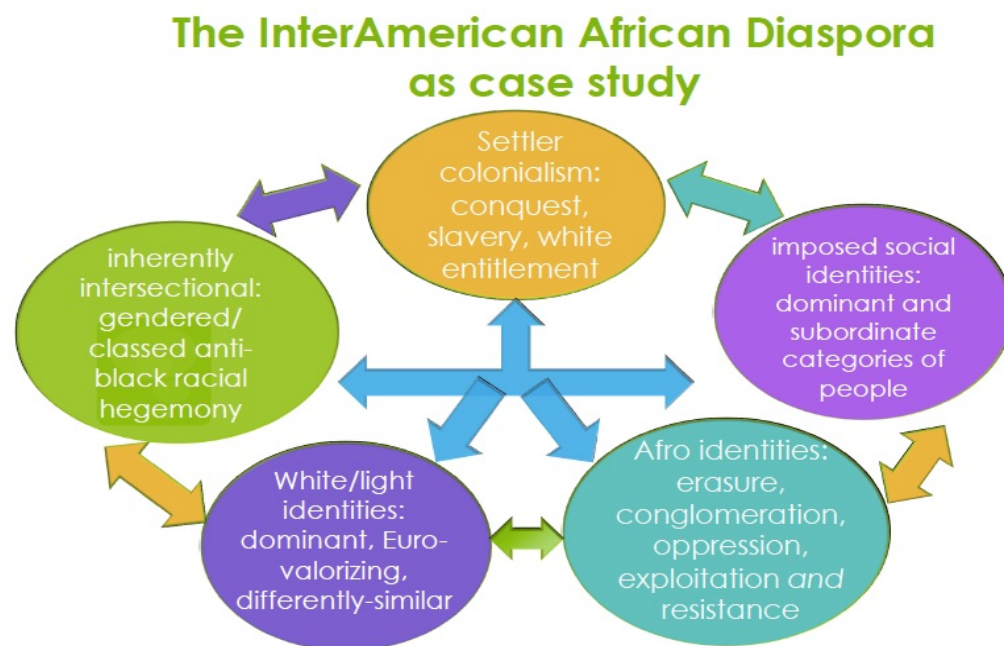 The InterAmerican African Diaspora
as case study
Settler
colonialism:
conquest,
slavery, white
entitlement
inherently
intersectional:
gendered/
classed anti-
black racial
hegemony
imposed social
identities:
dominant and
subordinate
categories of
people
White/light
identities:
dominant, Euro-
valorizing,
differently-similar
Afro identities:
erasure,
conglomeration,
oppression,
exploitation and
resistance